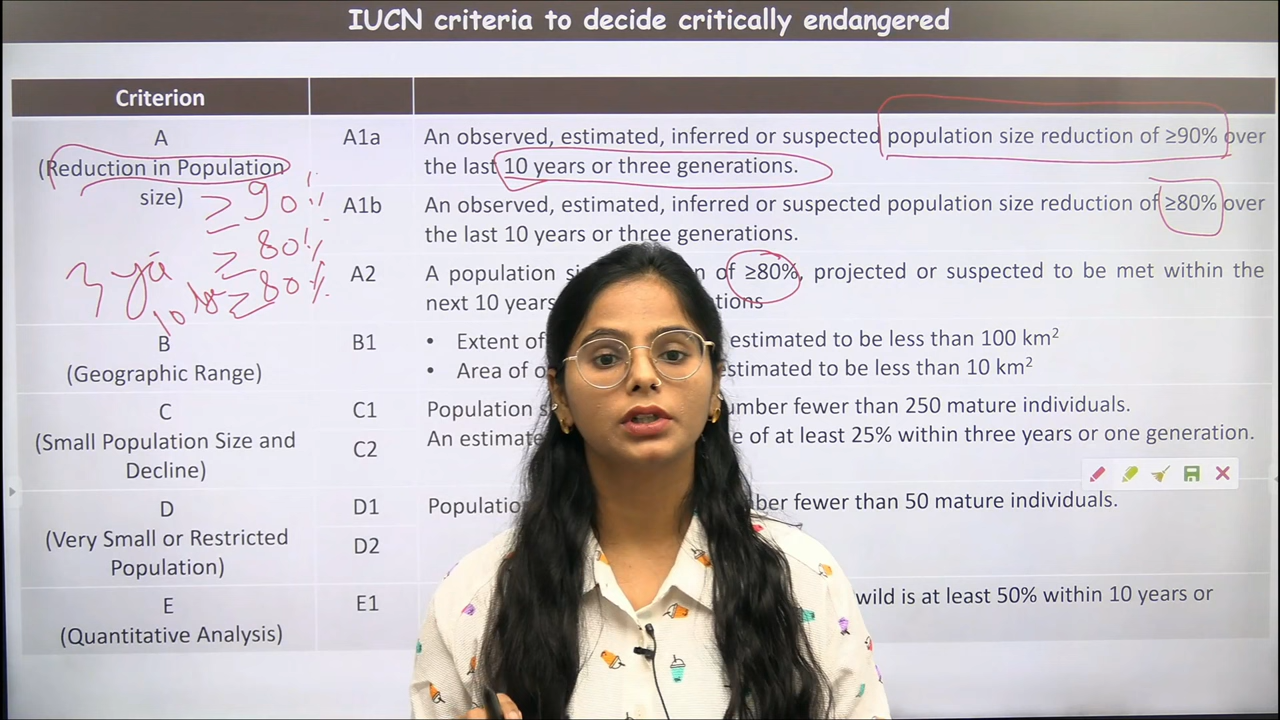 IUCN criteria to decide critically endangered
Criterion
A
(Reduction in Population
size)
A1a
An observed, estimated, inferred or suspected population size reduction of ≥90% over
the last 10 years or three generations.
A1b
An observed, estimated, inferred or suspected population size reduction of ≥80% over
the last 10 years or three generations.
≥ 90%
≥ 80%
≥ 80%
3
10
A2
A population of ≥80%, projected or suspected to be met within the
next 10 years
B
(Geographic Range)
B1
• Extent of estimated to be less than 100 km²
• Area of estimated to be less than 10 km²
C
(Small Population Size and
Decline)
C1
Population number fewer than 250 mature individuals.
C2
An of at least 25% within three years or one generation.
D
(Very Small or Restricted
Population)
D1
fewer than 50 mature individuals.
D2
E
(Quantitative Analysis)
E1
wild is at least 50% within 10 years or